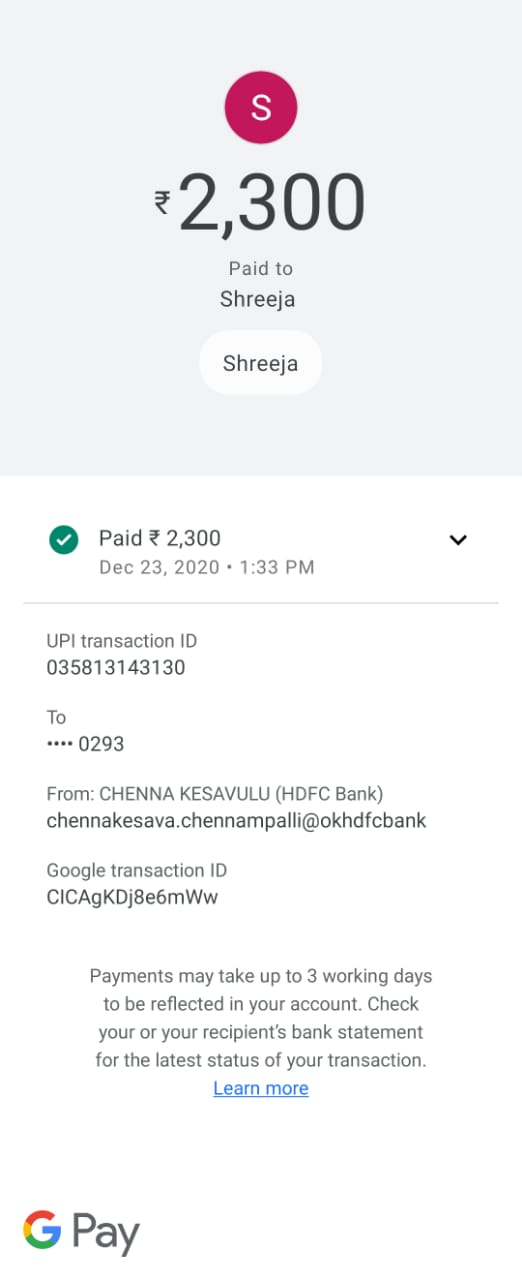 S
₹2,300
Paid to
Shreeja
Shreeja
Paid ₹ 2,300
Dec 23, 2020 • 1:33 PM
UPI transaction ID
035813143130
To
•••• 0293
From: CHENNA KESAVULU (HDFC Bank)
chennakesava.chennampalli@okhdfcbank
Google transaction ID
CICAgKDj8e6mWw
Payments may take up to 3 working days
to be reflected in your account. Check
your or your recipient's bank statement
for the latest status of your transaction.
Learn more
G Pay